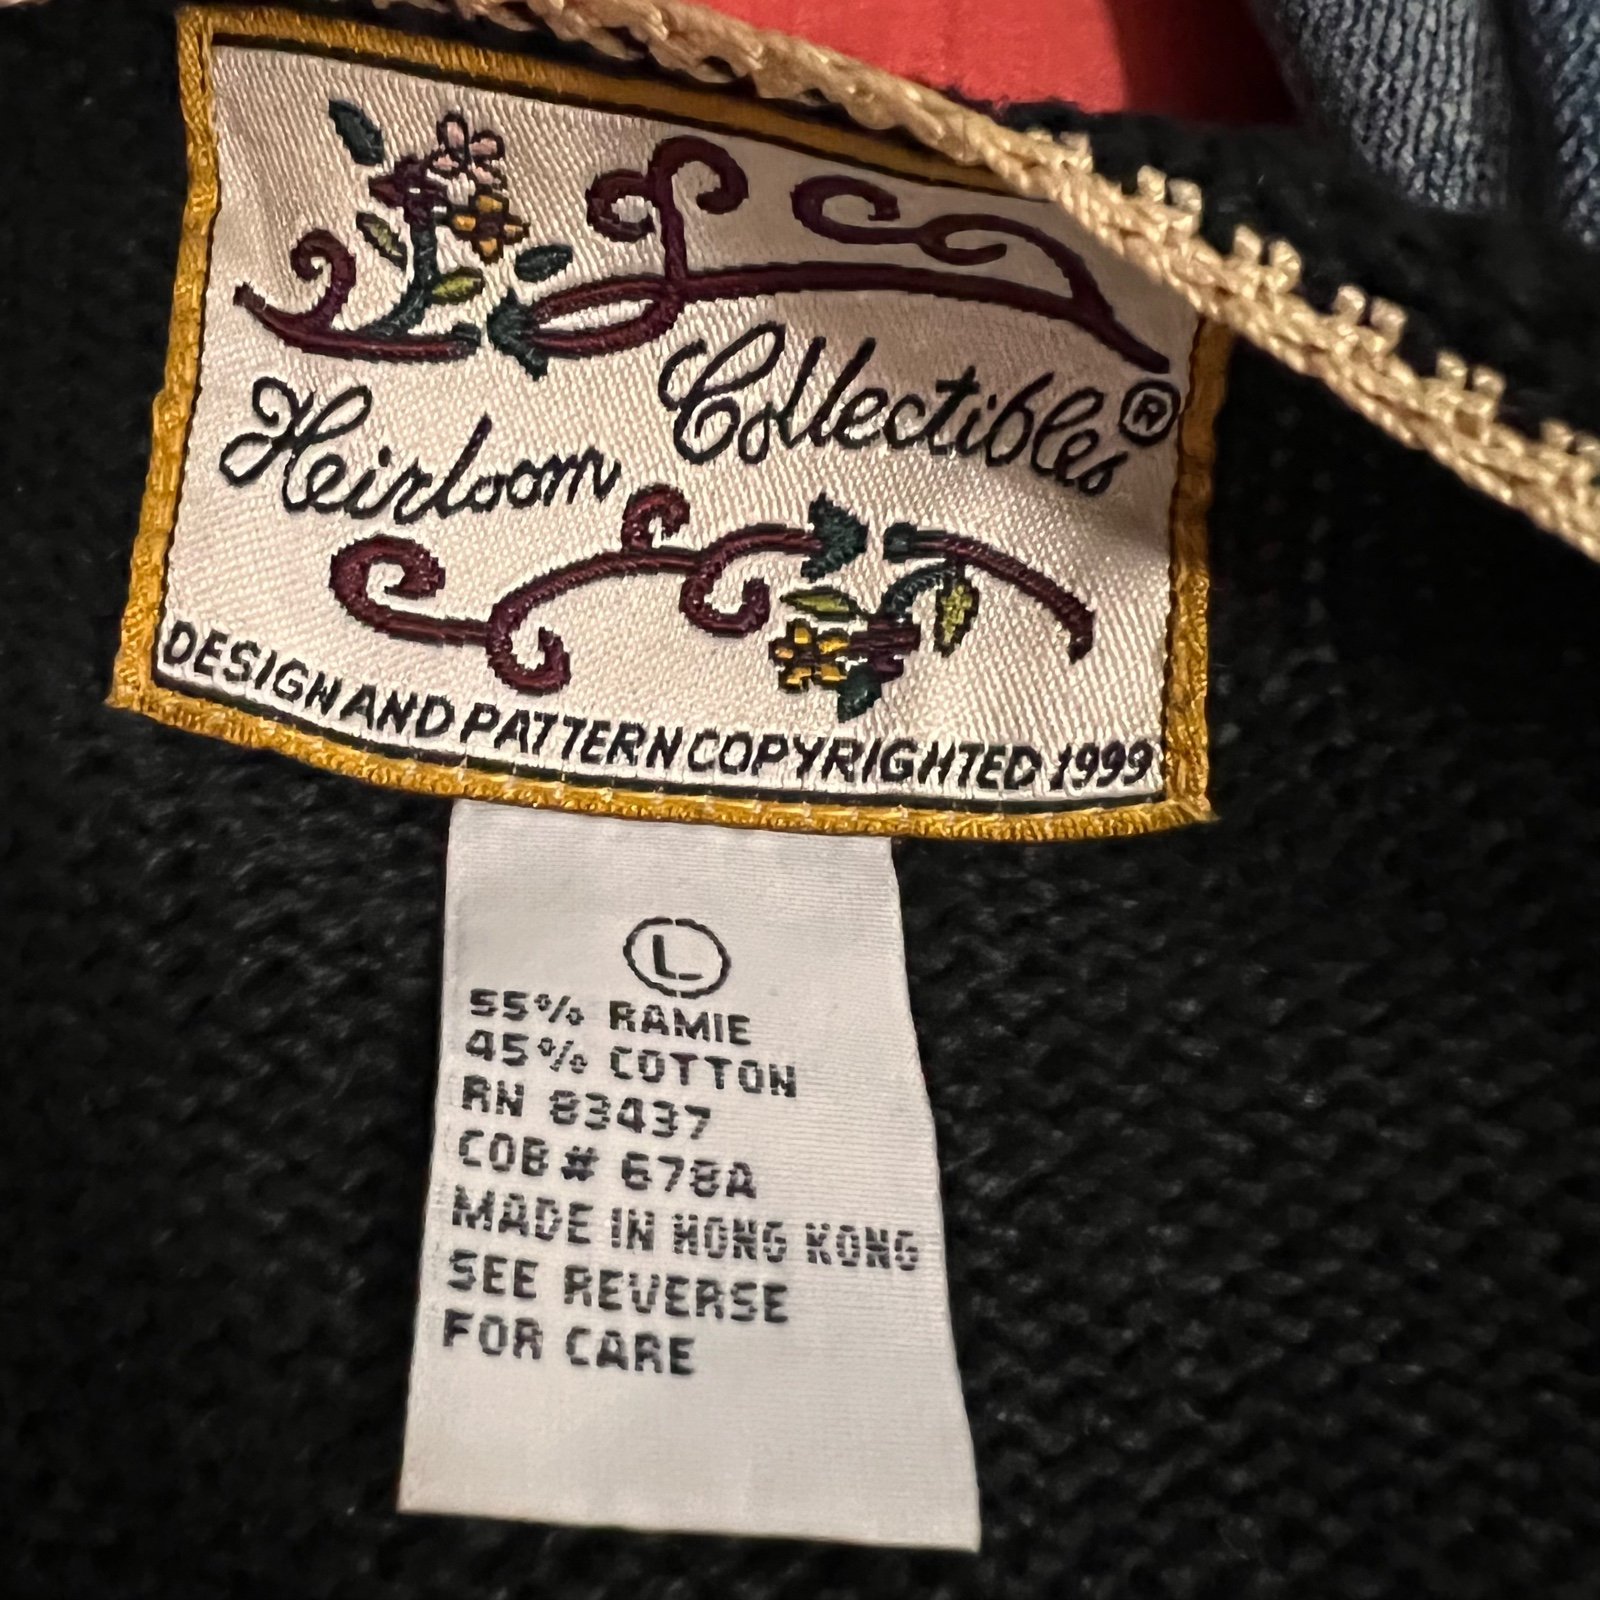 Heirloom Collectibles®
DESIGN AND PATTERN COPYRIGHTED 1999
L
55% RAMIE
45% COTTON
RN 83437
COB# 678A
MADE IN HONG KONG
SEE REVERSE
FOR CARE